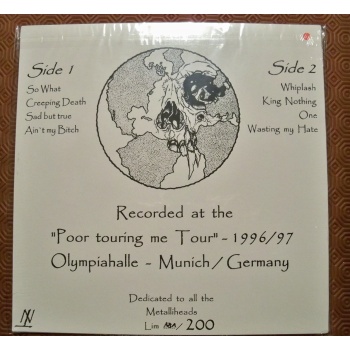 Side 1
So What
Creeping Death
Sad but true
Ain´t my Bitch
Side 2
Whiplash
King Nothing
One
Wasting my Hate
Recorded at the
"Poor touring me Tour" - 1996/97
Olympiahalle - Munich / Germany
Dedicated to all the
Metalliheads
Lim / 200